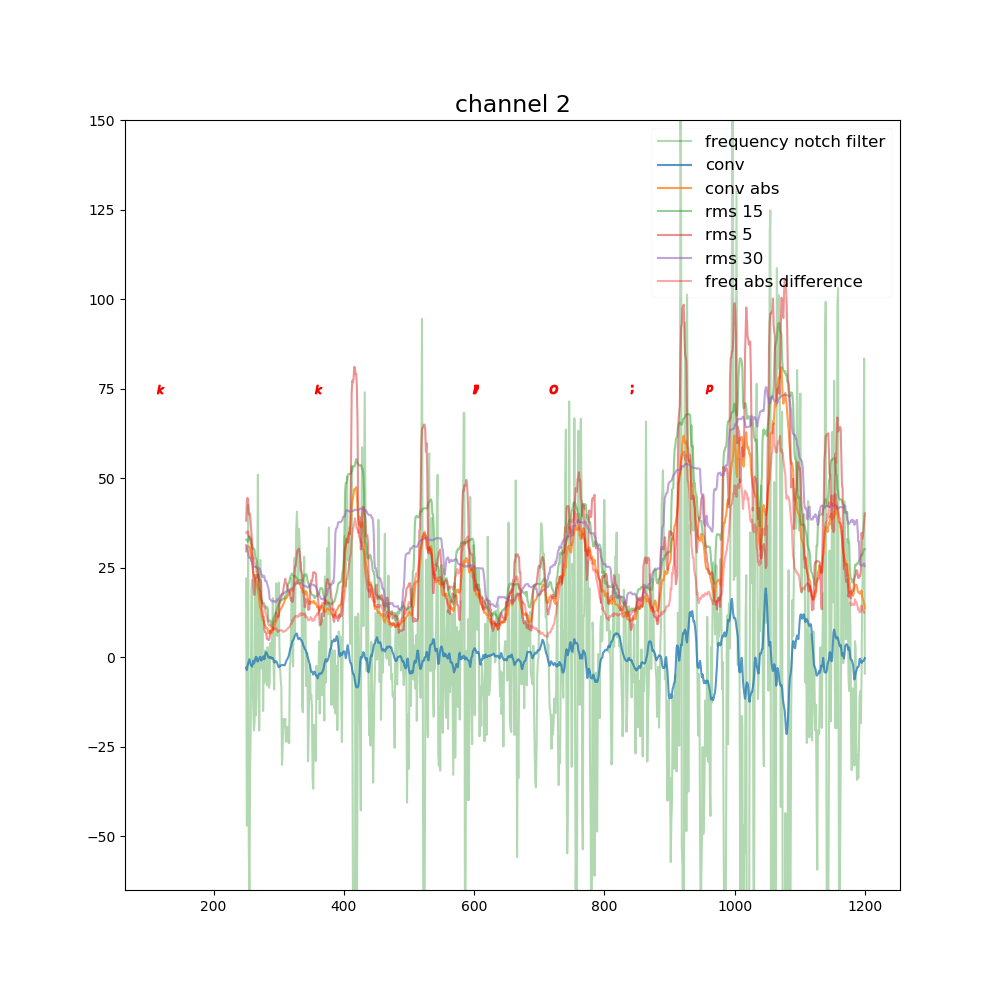 channel 2
150
125
100
75
50
25
0
−25
−50
frequency notch filter
conv
conv abs
rms 15
rms 5
rms 30
freq abs difference
k k O ; p
200 400 600 800 1000 1200